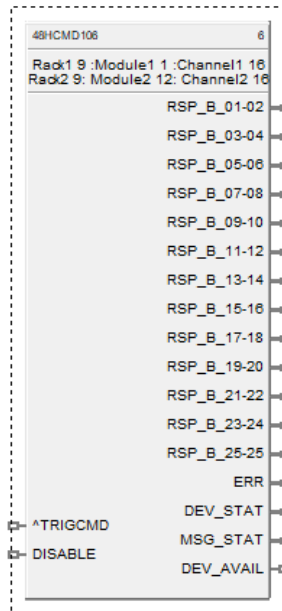 48HCMD106 6
Rack1 9 :Module1 1 :Channel1 16
Rack2 9: Module2 12: Channel2 16
RSP_B_01-02
RSP_B_03-04
RSP_B_05-06
RSP_B_07-08
RSP_B_09-10
RSP_B_11-12
RSP_B_13-14
RSP_B_15-16
RSP_B_17-18
RSP_B_19-20
RSP_B_21-22
RSP_B_23-24
RSP_B_25-25
ERR
DEV_STAT
^TRIGCMD
MSG_STAT
DISABLE
DEV_AVAIL